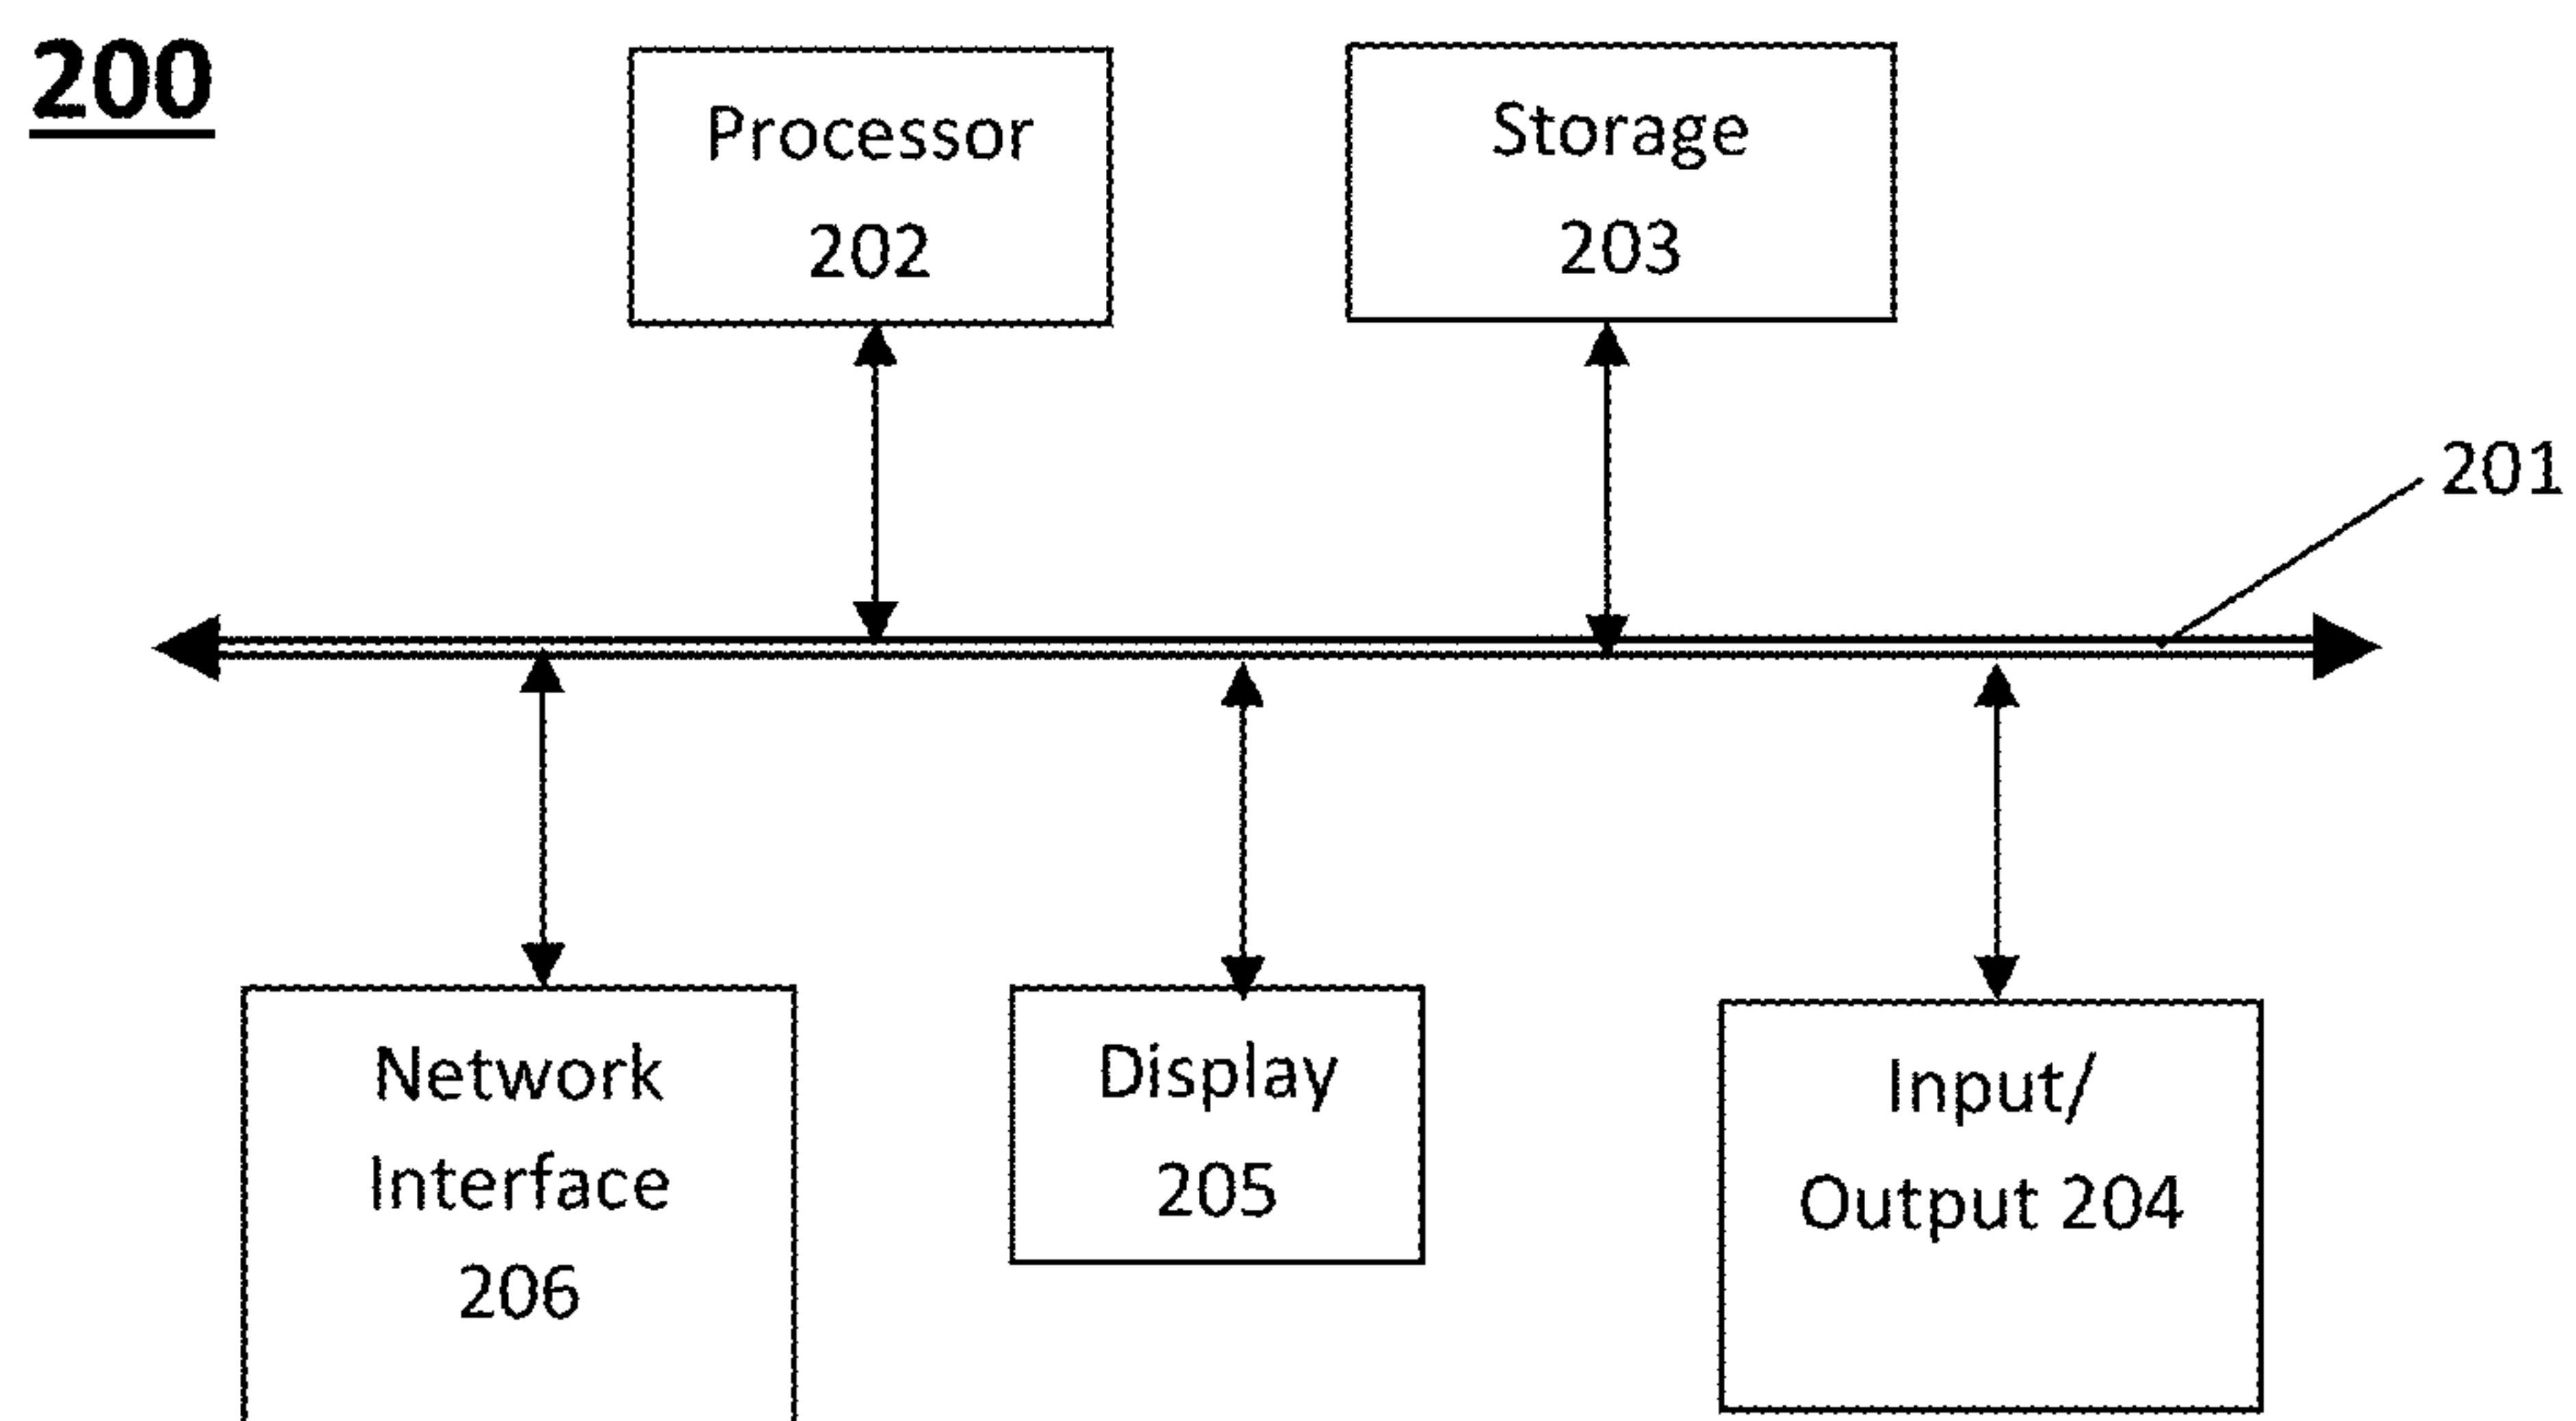 200
Processor
202
Storage
203
201
Network
Interface
206
Display
205
Input/
Output 204